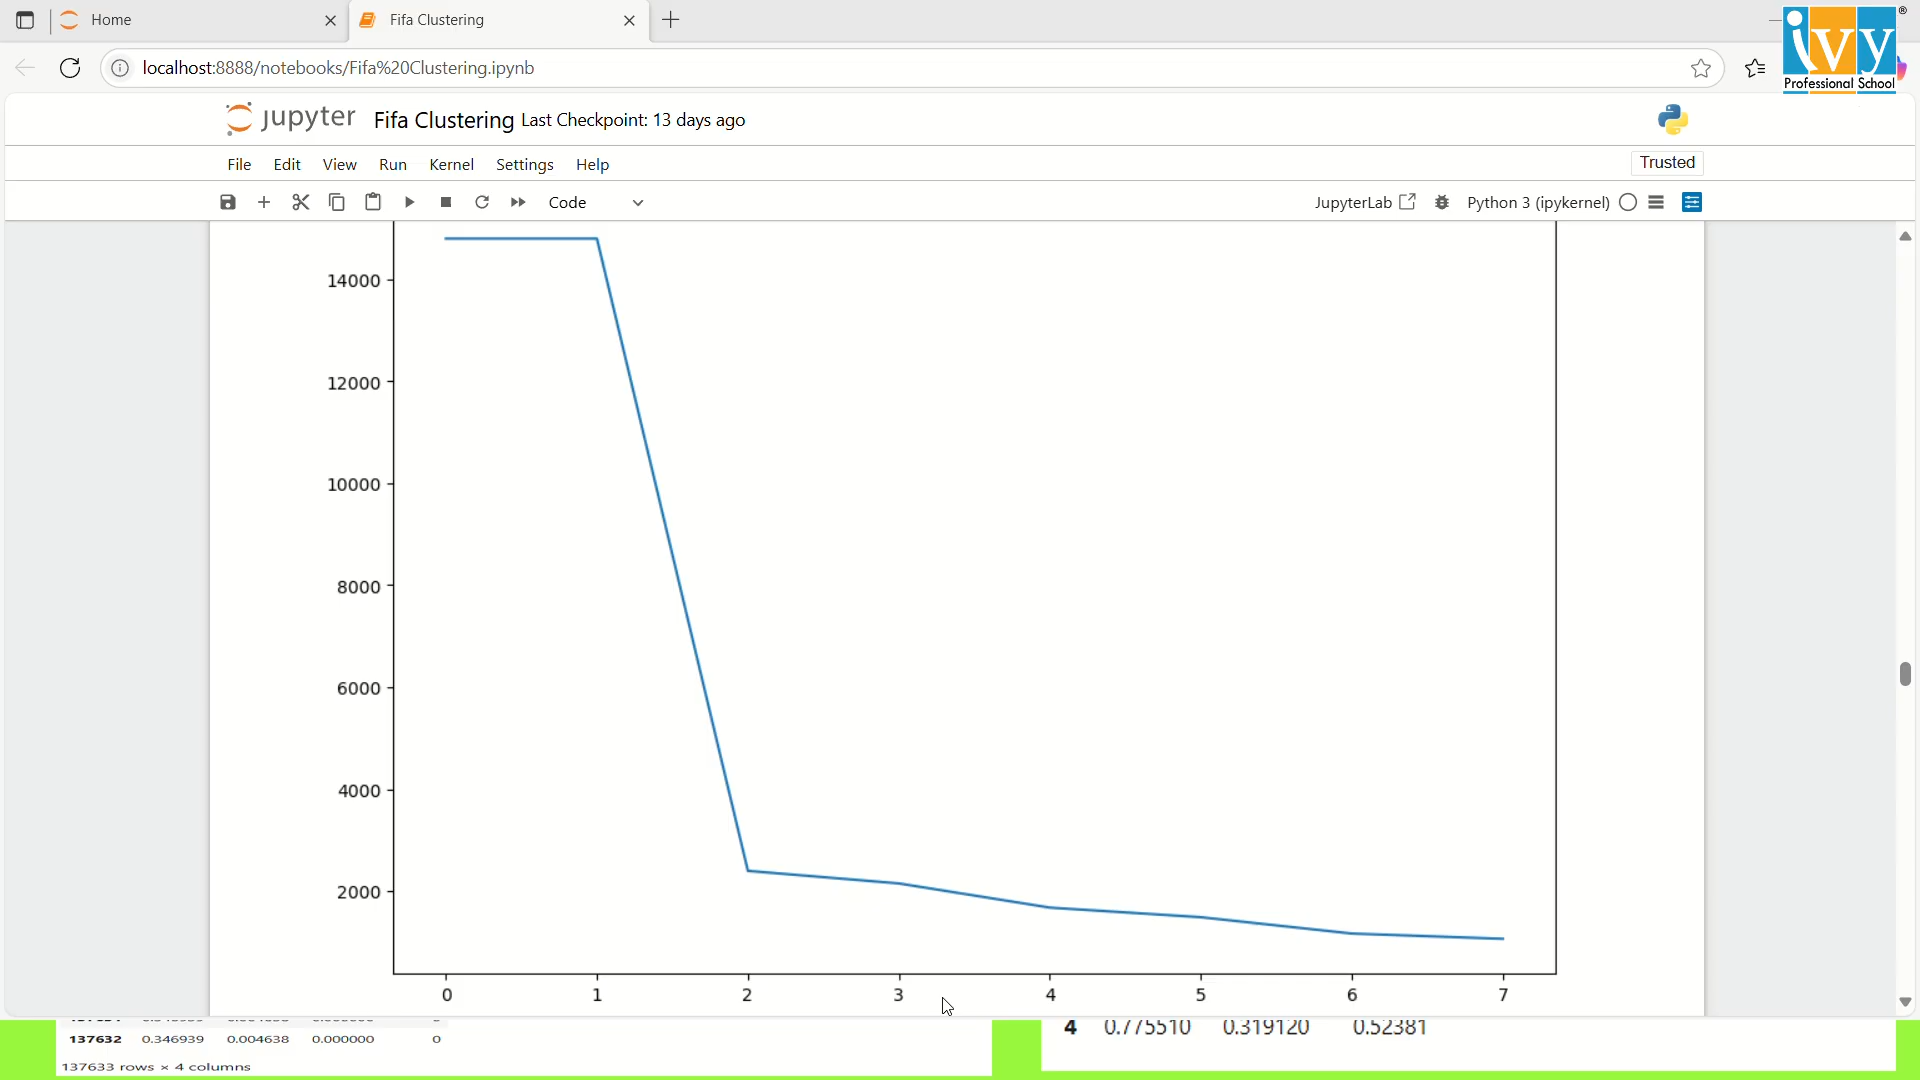 Home
Fifa Clustering
ivy
®
Professional School
localhost:8888/notebooks/Fifa%20Clustering.ipynb
jupyter Fifa Clustering Last Checkpoint: 13 days ago
File Edit View Run Kernel Settings Help
Trusted
Code
JupyterLab
Python 3 (ipykernel)
14000
12000
10000
8000
6000
4000
2000
0 1 2 3 4 5 6 7
137632 0.346939 0.004638 0.000000 0
137633 rows × 4 columns
4 0.775510 0.319120 0.52381